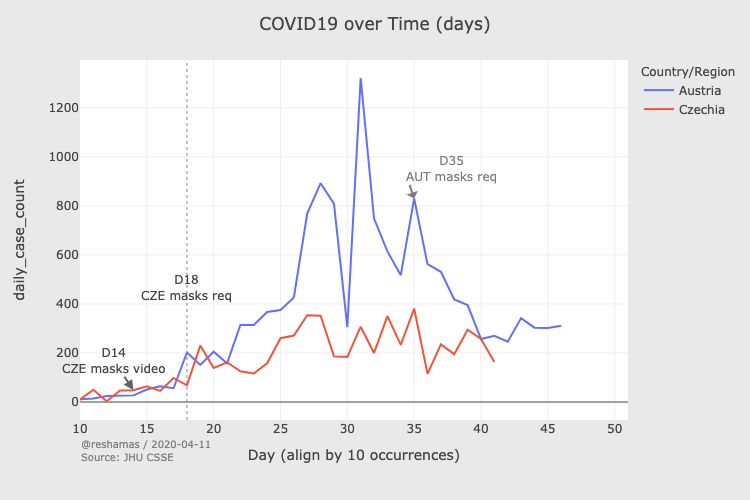 COVID19 over Time (days)
Country/Region
Austria
Czechia
daily_case_count
1200
1000
800
600
400
200
0
D35
AUT masks req
D18
CZE masks req
D14
CZE masks video
10 15 20 25 30 35 40 45 50
@reshamas / 2020-04-11
Source: JHU CSSE
Day (align by 10 occurrences)